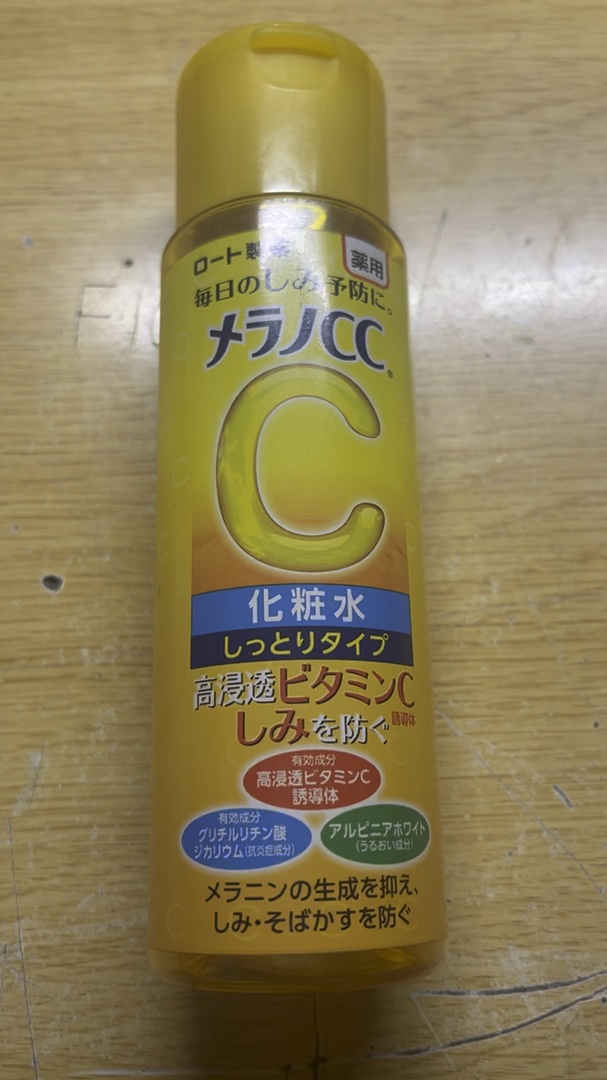 ロート製薬
薬用
毎日のしみ予防に。
メラノCC®
C
化粧水
しっとりタイプ
高浸透ビタミンC
誘導体
しみを防ぐ
有効成分
高浸透ビタミンC
誘導体
有効成分
グリチルリチン酸
ジカリウム(抗炎症成分)
アルピニアホワイト
(うるおい成分)
メラニンの生成を抑え、
しみ・そばかすを防ぐ